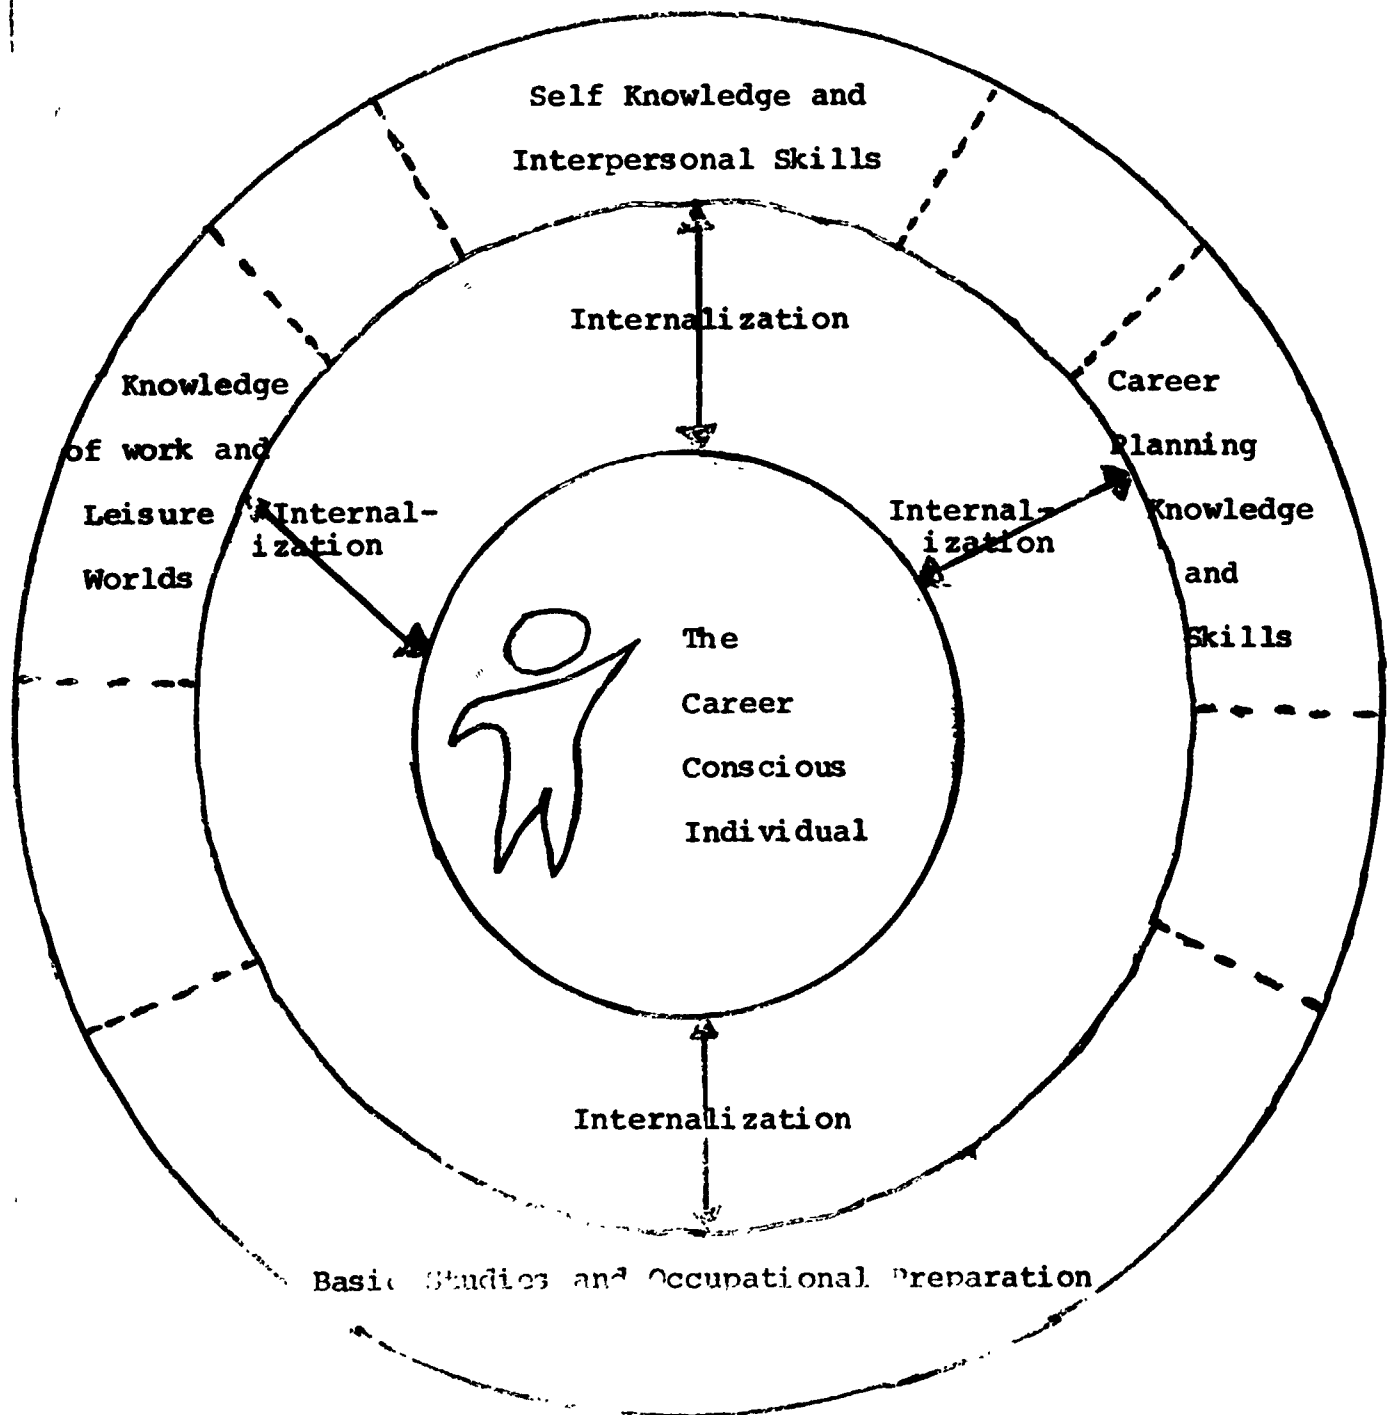 Self Knowledge and
Interpersonal Skills
Internalization
Knowledge
of work and
Leisure
Worlds
Internal-
ization
Career
Planning
Knowledge
and
Skills
Internal-
ization
The
Career
Conscious
Individual
Internalization
Basic Studies and Occupational Preparation